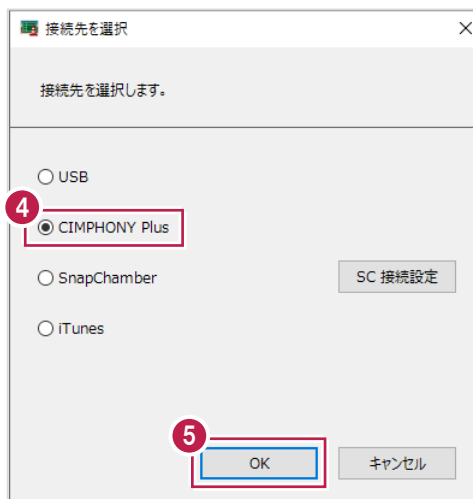 接続先を選択
接続先を選択します。
USB
4
CIMPHONY Plus
SnapChamber
SC 接続設定
iTunes
5
OK
キャンセル